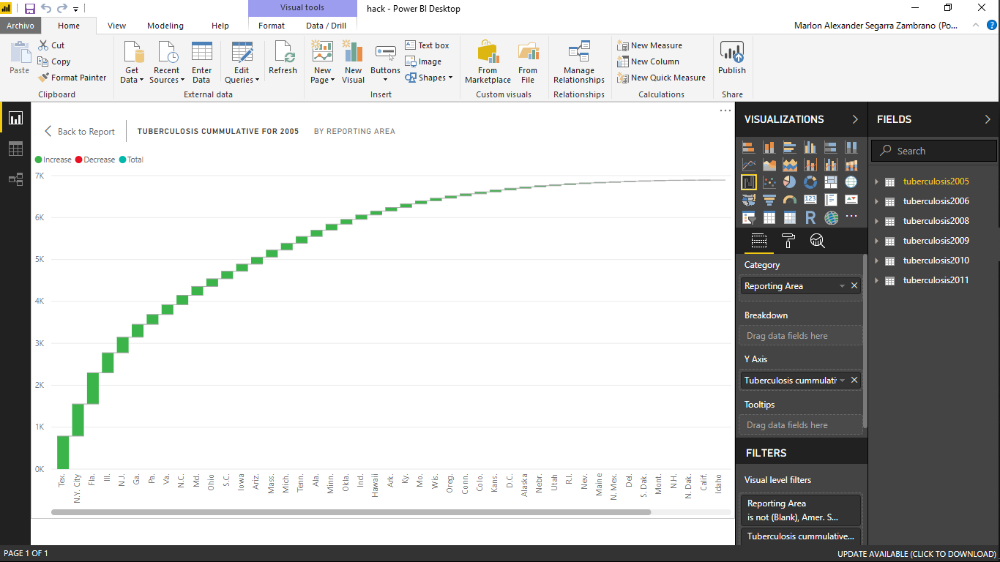 Visual tools
hack - Power BI Desktop
Archivo
Home
View
Modeling
Help
Format
Data / Drill
Marlon Alexander Segarra Zambrano (Po...
Paste
Cut
Copy
Format Painter
Clipboard
Get Data
Recent Sources
Enter Data
Edit Queries
Refresh
External data
New Page
New Visual
Buttons
Text box
Image
Shapes
Insert
From Marketplace
From File
Custom visuals
Manage Relationships
Relationships
New Measure
New Column
New Quick Measure
Calculations
Publish
Share
Back to Report
TUBERCULOSIS CUMMULATIVE FOR 2005
BY REPORTING AREA
Increase
Decrease
Total
7K
6K
5K
4K
3K
2K
1K
0K
Tex.
N.Y. City
Fla.
Ill.
N.J.
Ga.
Pa.
Va.
N.C.
Md.
Ohio
S.C.
Iowa
Ariz.
Mass.
Mich.
Tenn.
Ala.
Minn.
Okla.
Ind.
Hawaii
Ark.
Ky.
Mo.
Wis.
Oreg.
Conn.
Colo.
Kans.
D.C.
Alaska
Nebr.
Utah
R.I.
Nev.
Maine
N. Mex.
Del.
S. Dak.
Mont.
N.H.
N. Dak.
Calif.
Idaho
VISUALIZATIONS
123
R
Category
Reporting Area
Breakdown
Drag data fields here
Y Axis
Tuberculosis cummulati
Tooltips
Drag data fields here
FILTERS
Visual level filters
Reporting Area
is not (Blank), Amer. S...
Tuberculosis cummulative...
FIELDS
Search
tuberculosis2005
tuberculosis2006
tuberculosis2008
tuberculosis2009
tuberculosis2010
tuberculosis2011
PAGE 1 OF 1
UPDATE AVAILABLE (CLICK TO DOWNLOAD)